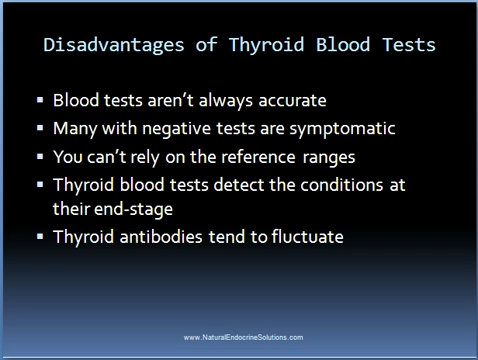 Disadvantages of Thyroid Blood Tests
▪ Blood tests aren't always accurate
▪ Many with negative tests are symptomatic
▪ You can't rely on the reference ranges
▪ Thyroid blood tests detect the conditions at
their end-stage
▪ Thyroid antibodies tend to fluctuate
www.NaturalEndocrineSolutions.com